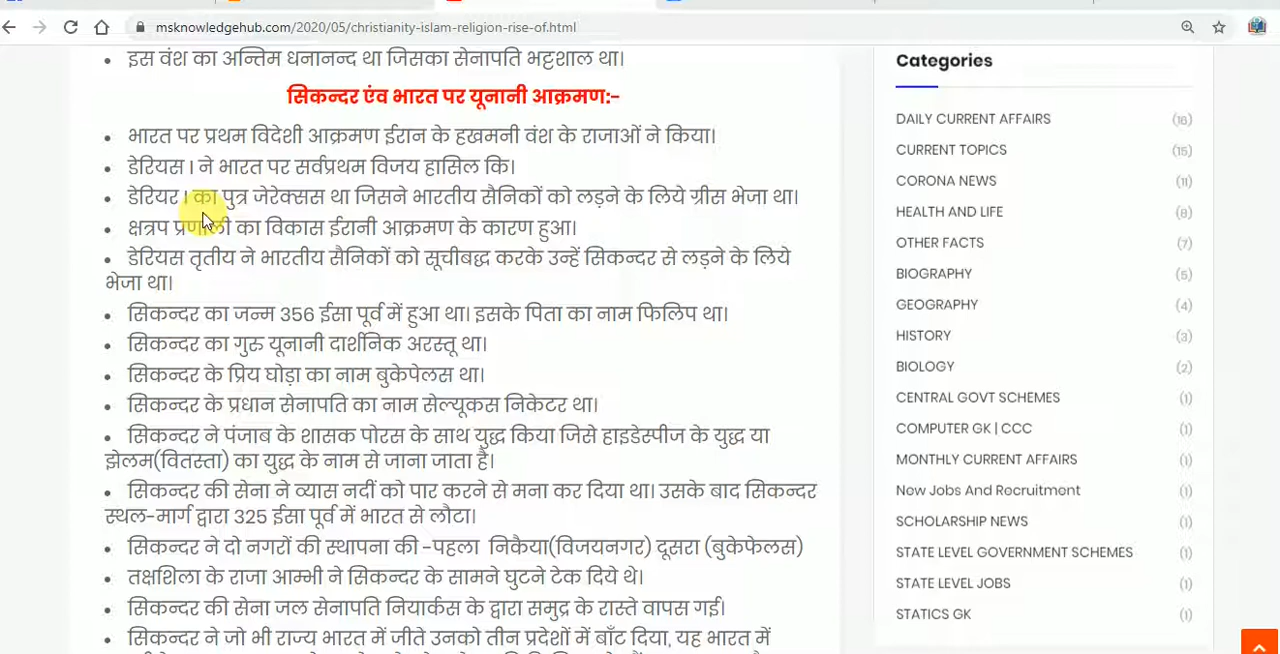 msknowledgehub.com/2020/05/christianity-islam-religion-rise-of.html
इस वंश का अन्तिम धनानन्द था जिसका सेनापति भट्टशाल था।
सिकन्दर एंव भारत पर यूनानी आक्रमण:-
भारत पर प्रथम विदेशी आक्रमण ईरान के हखमनी वंश के राजाओं ने किया।
डेरियस I ने भारत पर सर्वप्रथम विजय हासिल कि।
डेरियर I का पुत्र जेरेक्सस था जिसने भारतीय सैनिकों को लड़ने के लिये ग्रीस भेजा था।
क्षत्रप प्रणाली का विकास ईरानी आक्रमण के कारण हुआ।
डेरियस तृतीय ने भारतीय सैनिकों को सूचीबद्ध करके उन्हें सिकन्दर से लड़ने के लिये
भेजा था।
सिकन्दर का जन्म 356 ईसा पूर्व में हुआ था। इसके पिता का नाम फिलिप था।
सिकन्दर का गुरु यूनानी दार्शनिक अरस्तू था।
सिकन्दर के प्रिय घोड़ा का नाम बुकेपेलस था।
सिकन्दर के प्रधान सेनापति का नाम सेल्यूकस निकेटर था।
सिकन्दर ने पंजाब के शासक पोरस के साथ युद्ध किया जिसे हाइडेस्पीज के युद्ध या
झेलम(वितस्ता) का युद्ध के नाम से जाना जाता है।
सिकन्दर की सेना ने व्यास नदीं को पार करने से मना कर दिया था। उसके बाद सिकन्दर
स्थल-मार्ग द्वारा 325 ईसा पूर्व में भारत से लौटा।
सिकन्दर ने दो नगरों की स्थापना की -पहला निकैया(विजयनगर) दूसरा (बुकेफेलस)
तक्षशिला के राजा आम्भी ने सिकन्दर के सामने घुटने टेक दिये थे।
सिकन्दर की सेना जल सेनापति नियार्कस के द्वारा समुद्र के रास्ते वापस गई।
सिकन्दर ने जो भी राज्य भारत में जीते उनको तीन प्रदेशों में बाँट दिया, यह भारत में
Categories
DAILY CURRENT AFFAIRS (16)
CURRENT TOPICS (15)
CORONA NEWS (11)
HEALTH AND LIFE (8)
OTHER FACTS (7)
BIOGRAPHY (5)
GEOGRAPHY (4)
HISTORY (3)
BIOLOGY (2)
CENTRAL GOVT SCHEMES (1)
COMPUTER GK | CCC (1)
MONTHLY CURRENT AFFAIRS (1)
New Jobs And Recruitment (1)
SCHOLARSHIP NEWS (1)
STATE LEVEL GOVERNMENT SCHEMES (1)
STATE LEVEL JOBS (1)
STATICS GK (1)